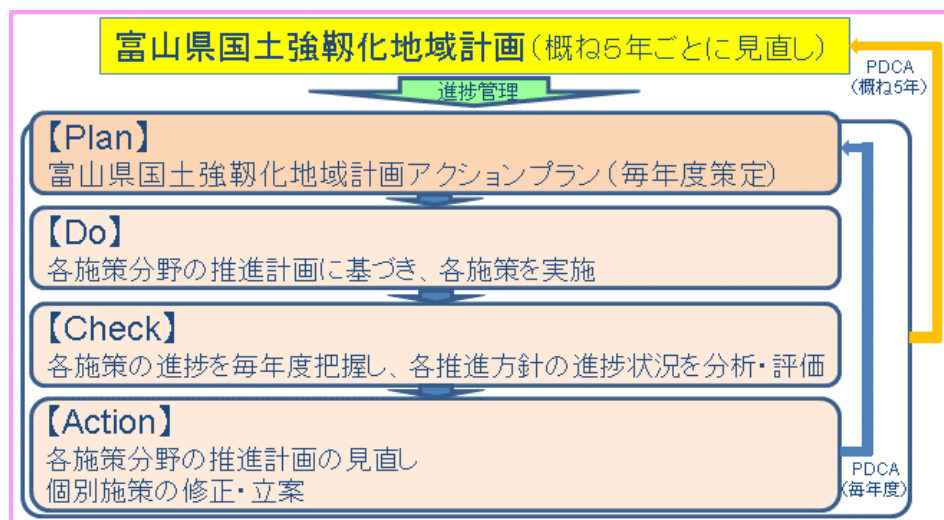 富山県国土強靱化地域計画(概ね5年ごとに見直し)
PDCA
(概ね5年)
進捗管理
【Plan】
富山県国土強靱化地域計画アクションプラン(毎年度策定)
【Do】
各施策分野の推進計画に基づき、各施策を実施
【Check】
各施策の進捗を毎年度把握し、各推進方針の進捗状況を分析・評価
【Action】
各施策分野の推進計画の見直し
個別施策の修正・立案
PDCA
(毎年度)